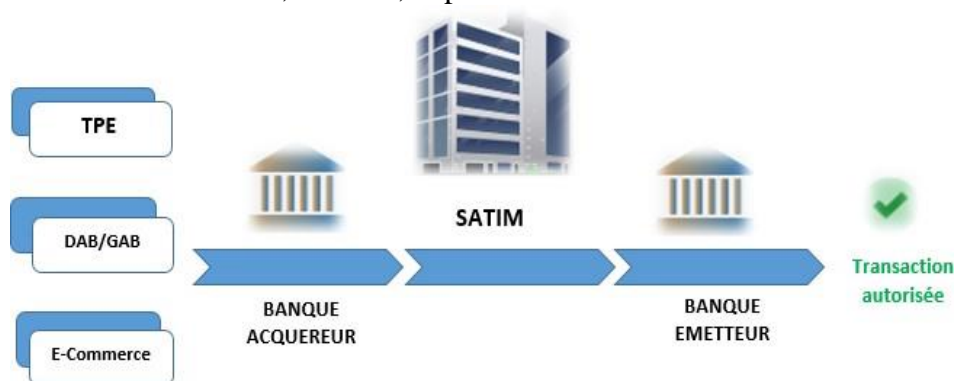 TPE
DAB/GAB
E-Commerce
BANQUE
ACQUEREUR
SATIM
BANQUE
EMETTEUR
Transaction
autorisée